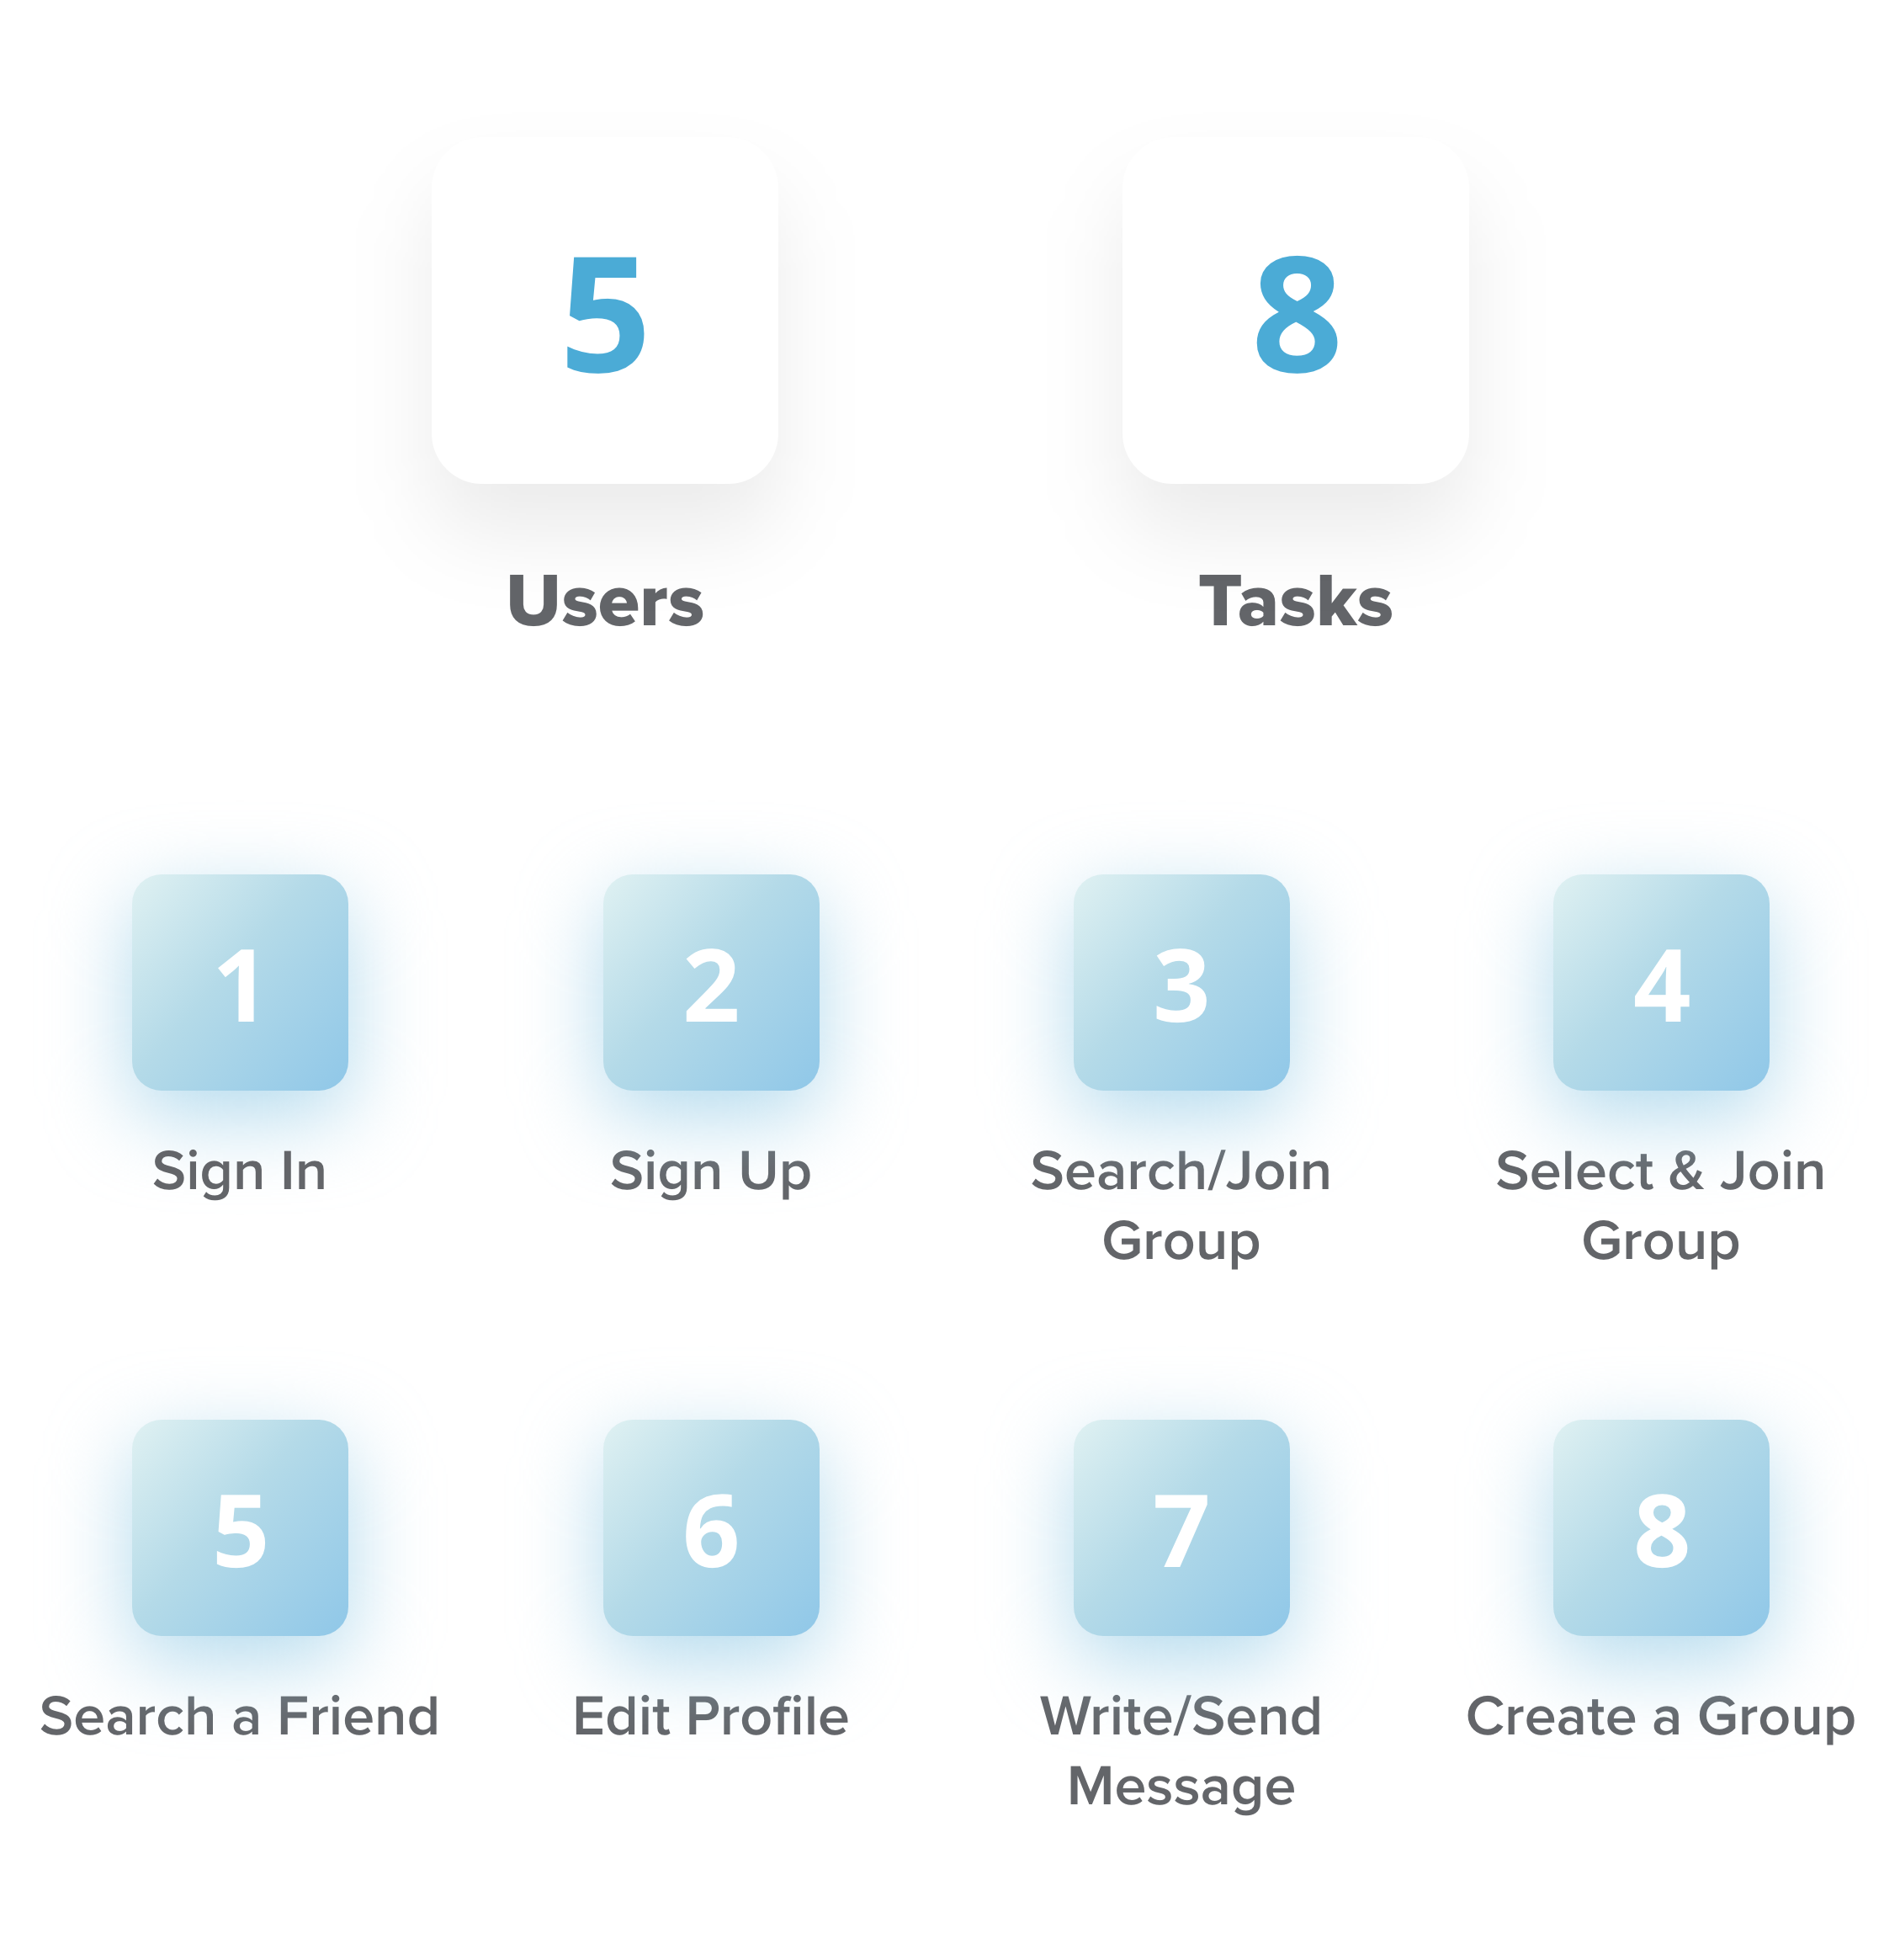 5
8
Users
Tasks
1
2
3
4
Sign In
Sign Up
Search/Join
Group
Select & Join
Group
5
6
7
8
Search a Friend
Edit Profile
Write/Send
Message
Create a Group